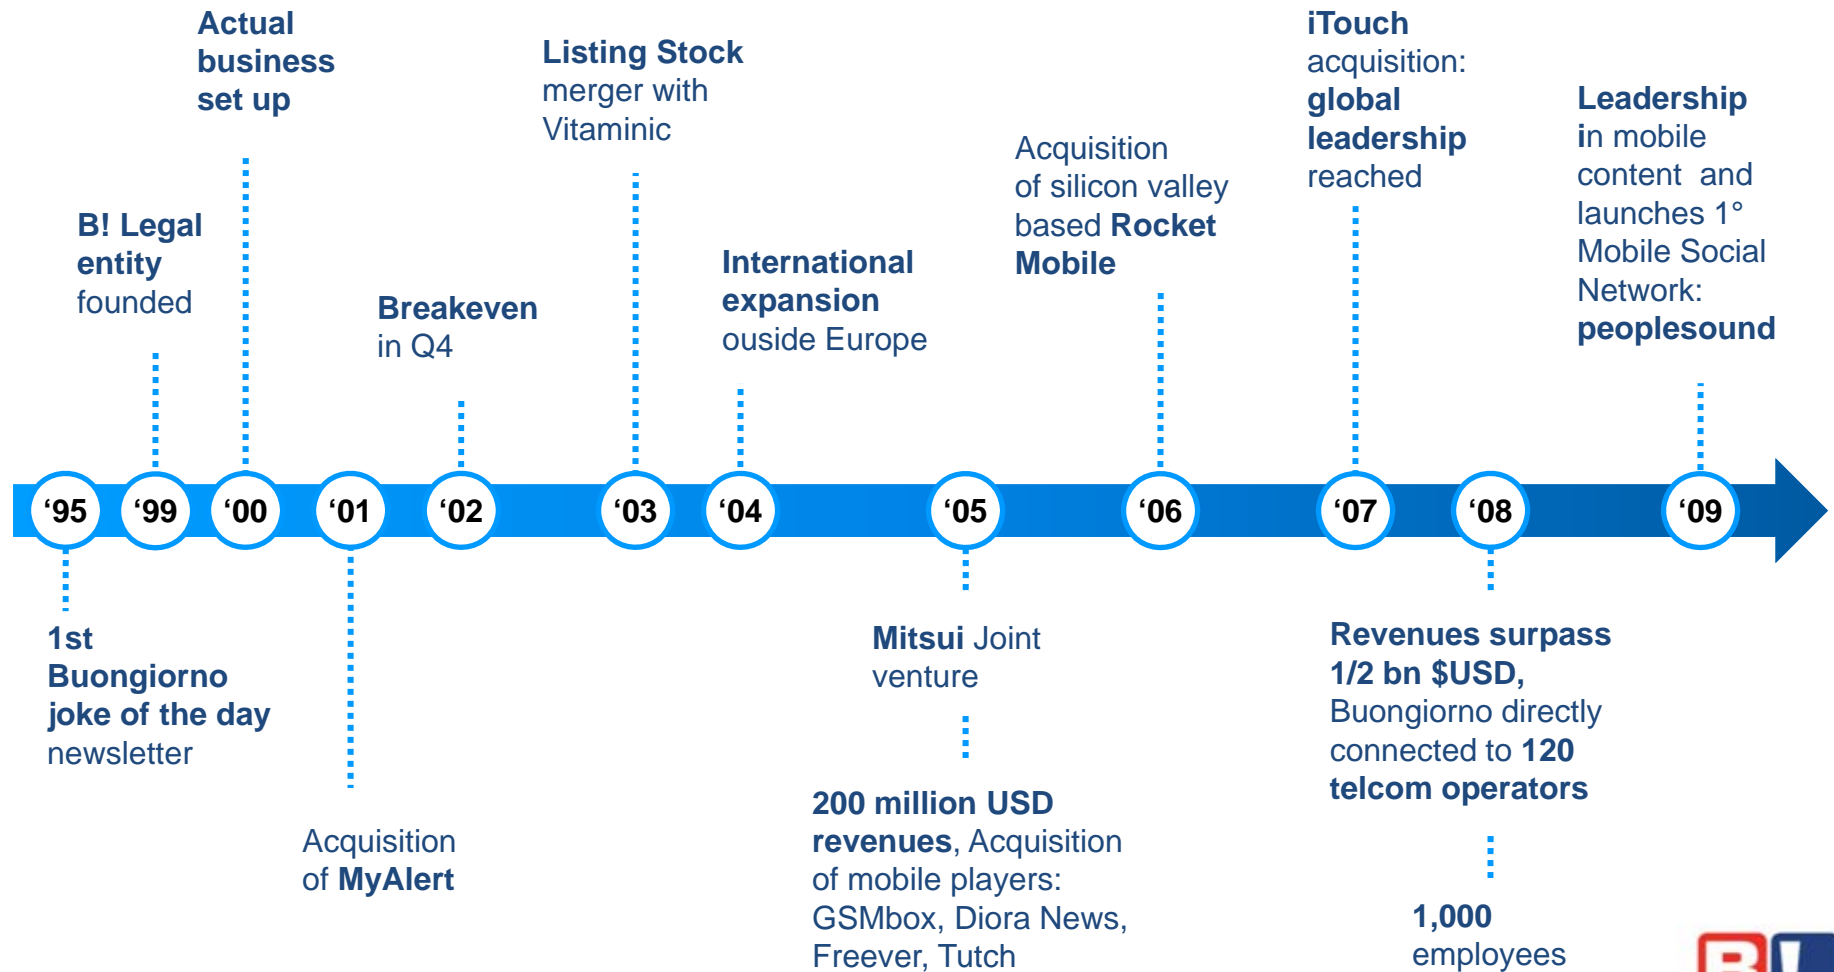 Actual
business
set up
Listing Stock
merger with
Vitaminic
iTouch
acquisition:
global
leadership
reached
Leadership
in mobile
content and
launches 1°
Mobile Social
Network:
peoplesound
Acquisition
of silicon valley
based Rocket
Mobile
B! Legal
entity
founded
Breakeven
in Q4
International
expansion
ouside Europe
‘95 ‘99 ‘00 ‘01 ‘02 ‘03 ‘04 ‘05 ‘06 ‘07 ‘08 ‘09
1st
Buongiorno
joke of the day
newsletter
Acquisition
of MyAlert
Mitsui Joint
venture
200 million USD
revenues, Acquisition
of mobile players:
GSMbox, Diora News,
Freever, Tutch
Revenues surpass
1/2 bn $USD,
Buongiorno directly
connected to 120
telcom operators
1,000
employees
B!